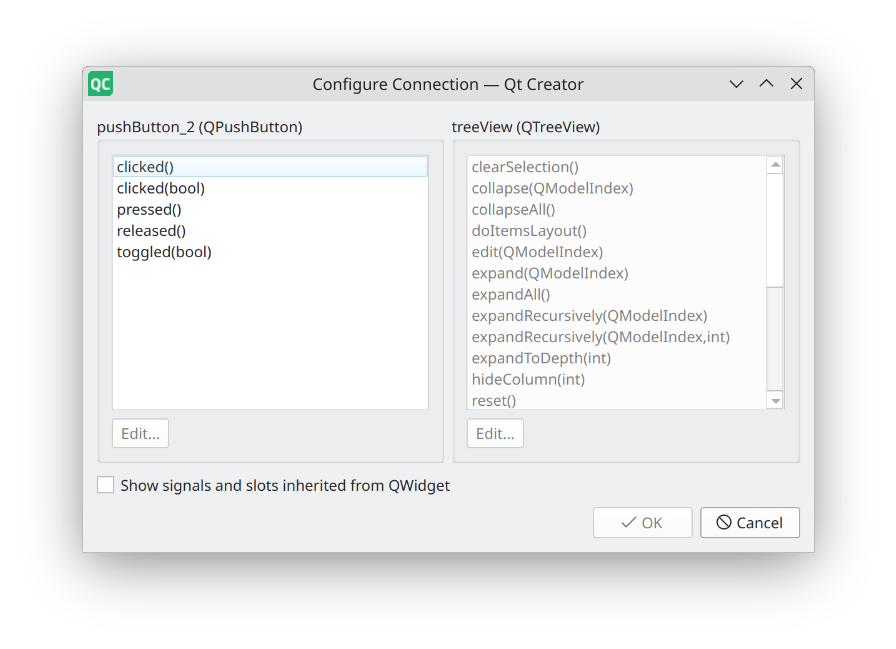 QC
Configure Connection — Qt Creator
pushButton_2 (QPushButton)
clicked()
clicked(bool)
pressed()
released()
toggled(bool)
Edit...
treeView (QTreeView)
clearSelection()
collapse(QModelIndex)
collapseAll()
doItemsLayout()
edit(QModelIndex)
expand(QModelIndex)
expandAll()
expandRecursively(QModelIndex)
expandRecursively(QModelIndex,int)
expandToDepth(int)
hideColumn(int)
reset()
Edit...
Show signals and slots inherited from QWidget
OK
Cancel